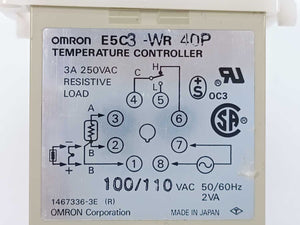 omron E5C3-WR 40P
TEMPERATURE CONTROLLER
3A 250VAC
RESISTIVE
LOAD
C H L
4 5 6
OC3
A
3
2
B
B
1
7
8
100/110 VAC 50/60Hz
2VA
1467336-3E (R)
OMRON Corporation MADE IN JAPAN